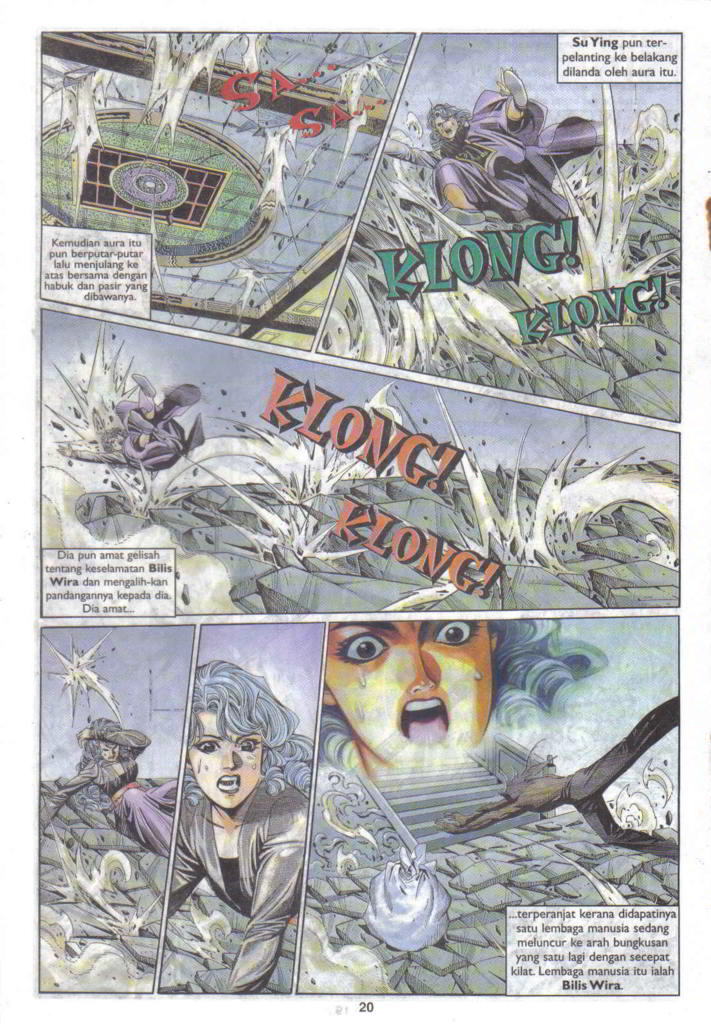 SA...
SA...
Kemudian aura itu
pun berputar-putar
lalu menjulang ke
atas bersama dengan
habuk dan pasir yang
dibawanya.
Su Ying pun ter-
pelanting ke belakang
dilanda oleh aura itu.
KLONG!
KLONG!
KLONG!
KLONG!
Dia pun amat gelisah
tentang keselamatan Bilis
Wira dan mengalih-kan
pandangannya kepada dia.
Dia amat...
...terperanjat kerana didapatinya
satu lembaga manusia sedang
meluncur ke arah bungkusan
yang satu lagi dengan secepat
kilat. Lembaga manusia itu ialah
Bilis Wira.
20